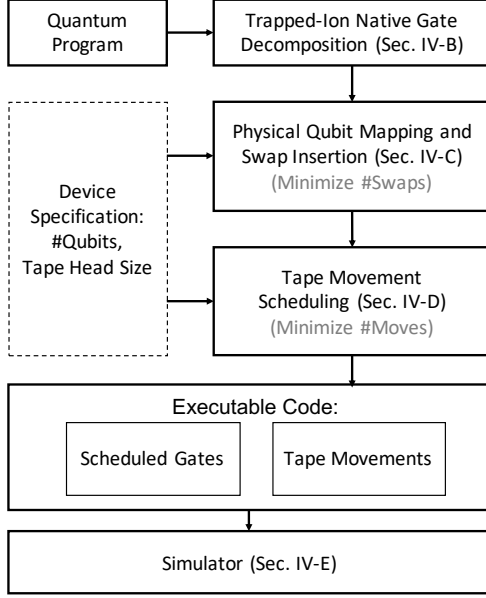 Quantum
Program
Trapped-Ion Native Gate
Decomposition (Sec. IV-B)
Physical Qubit Mapping and
Swap Insertion (Sec. IV-C)
(Minimize #Swaps)
Device
Specification:
#Qubits,
Tape Head Size
Tape Movement
Scheduling (Sec. IV-D)
(Minimize #Moves)
Executable Code:
Scheduled Gates
Tape Movements
Simulator (Sec. IV-E)